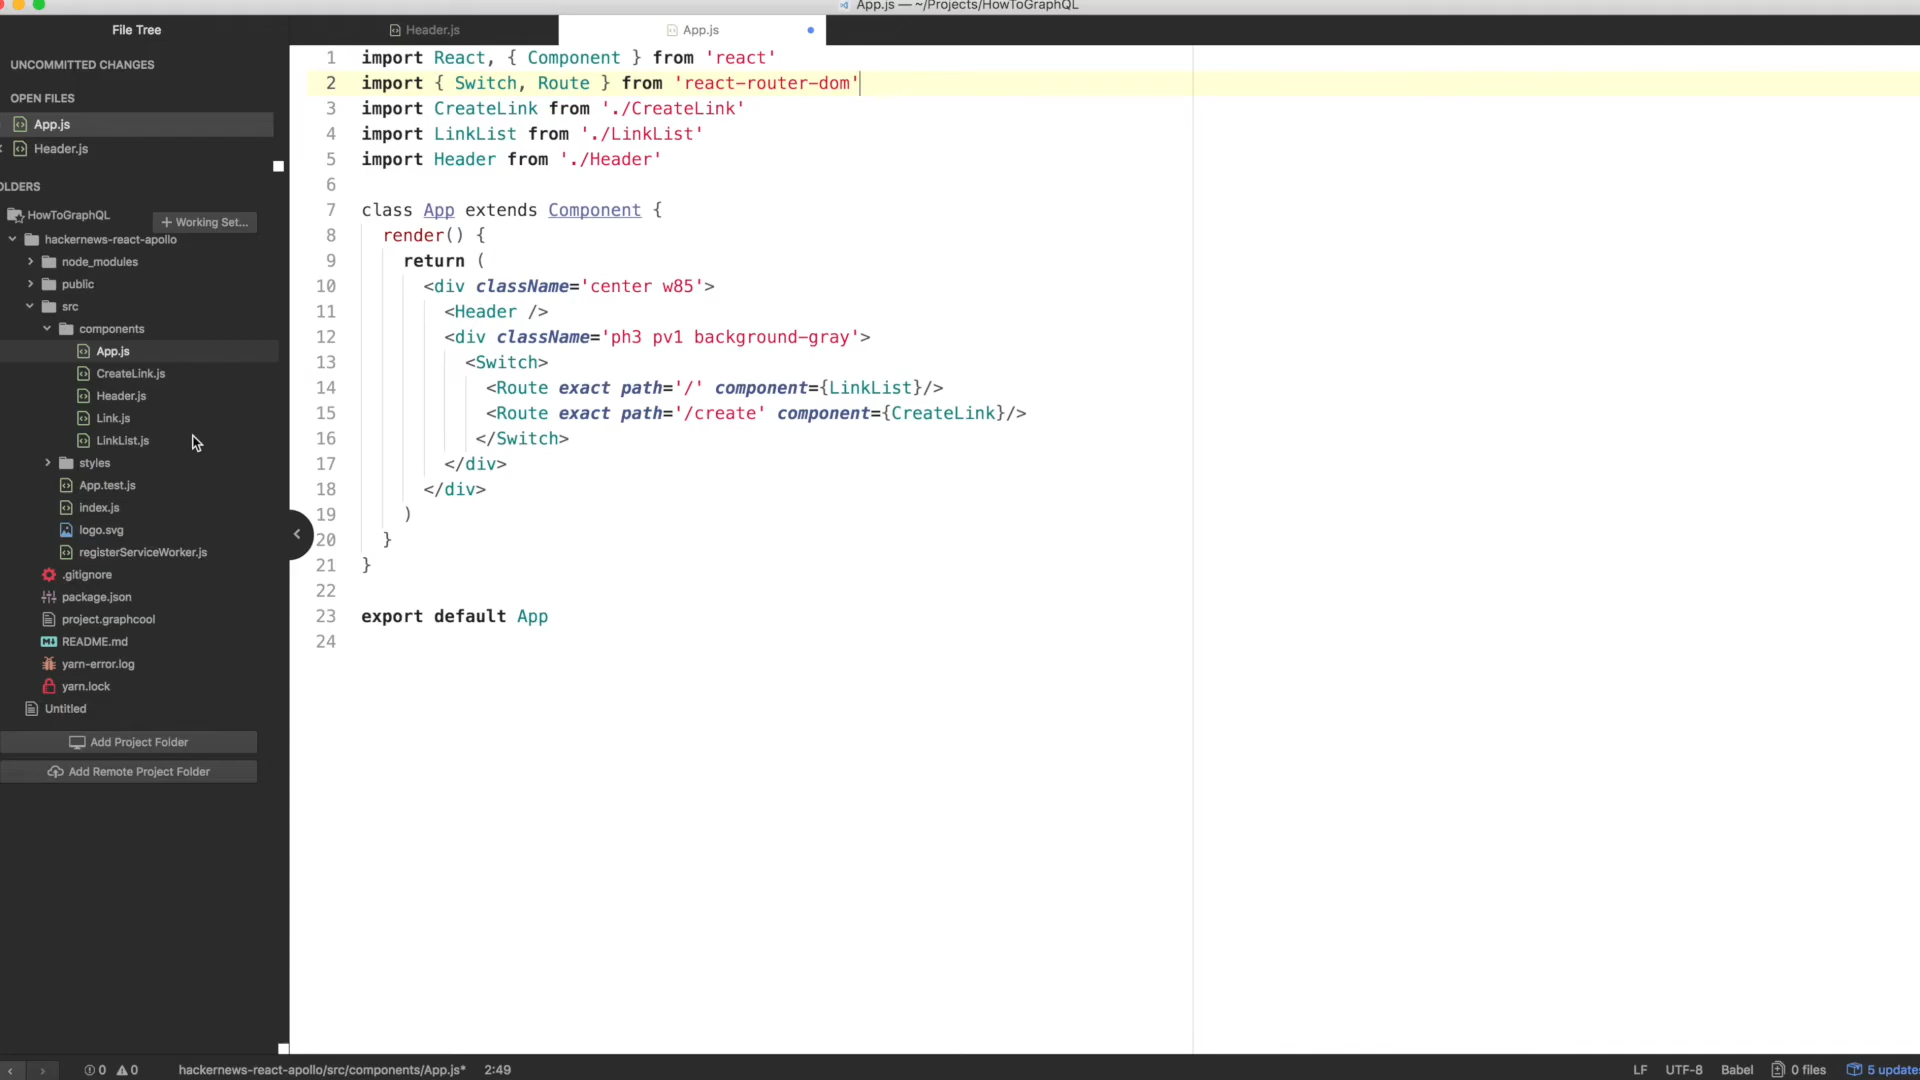 App.js — ~/Projects/HowToGraphQL
File Tree
Header.js
App.js
UNCOMMITTED CHANGES
OPEN FILES
App.js
Header.js
OLDERS
HowToGraphQL
Working Set...
hackernews-react-apollo
node_modules
public
src
components
App.js
CreateLink.js
Header.js
Link.js
LinkList.js
styles
App.test.js
index.js
logo.svg
registerServiceWorker.js
.gitignore
package.json
project.graphcool
README.md
yarn-error.log
yarn.lock
Untitled
Add Project Folder
Add Remote Project Folder
1 import React, { Component } from 'react'
2 import { Switch, Route } from 'react-router-dom'
3 import CreateLink from './CreateLink'
4 import LinkList from './LinkList'
5 import Header from './Header'
6
7 class App extends Component {
8 render() {
9 return (
10 <div className='center w85'>
11 <Header />
12 <div className='ph3 pv1 background-gray'>
13 <Switch>
14 <Route exact path='/' component={LinkList}/>
15 <Route exact path='/create' component={CreateLink}/>
16 </Switch>
17 </div>
18 </div>
19 )
20 }
21 }
22
23 export default App
24
0 0 hackernews-react-apollo/src/components/App.js* 2:49 LF UTF-8 Babel 0 files 5 update